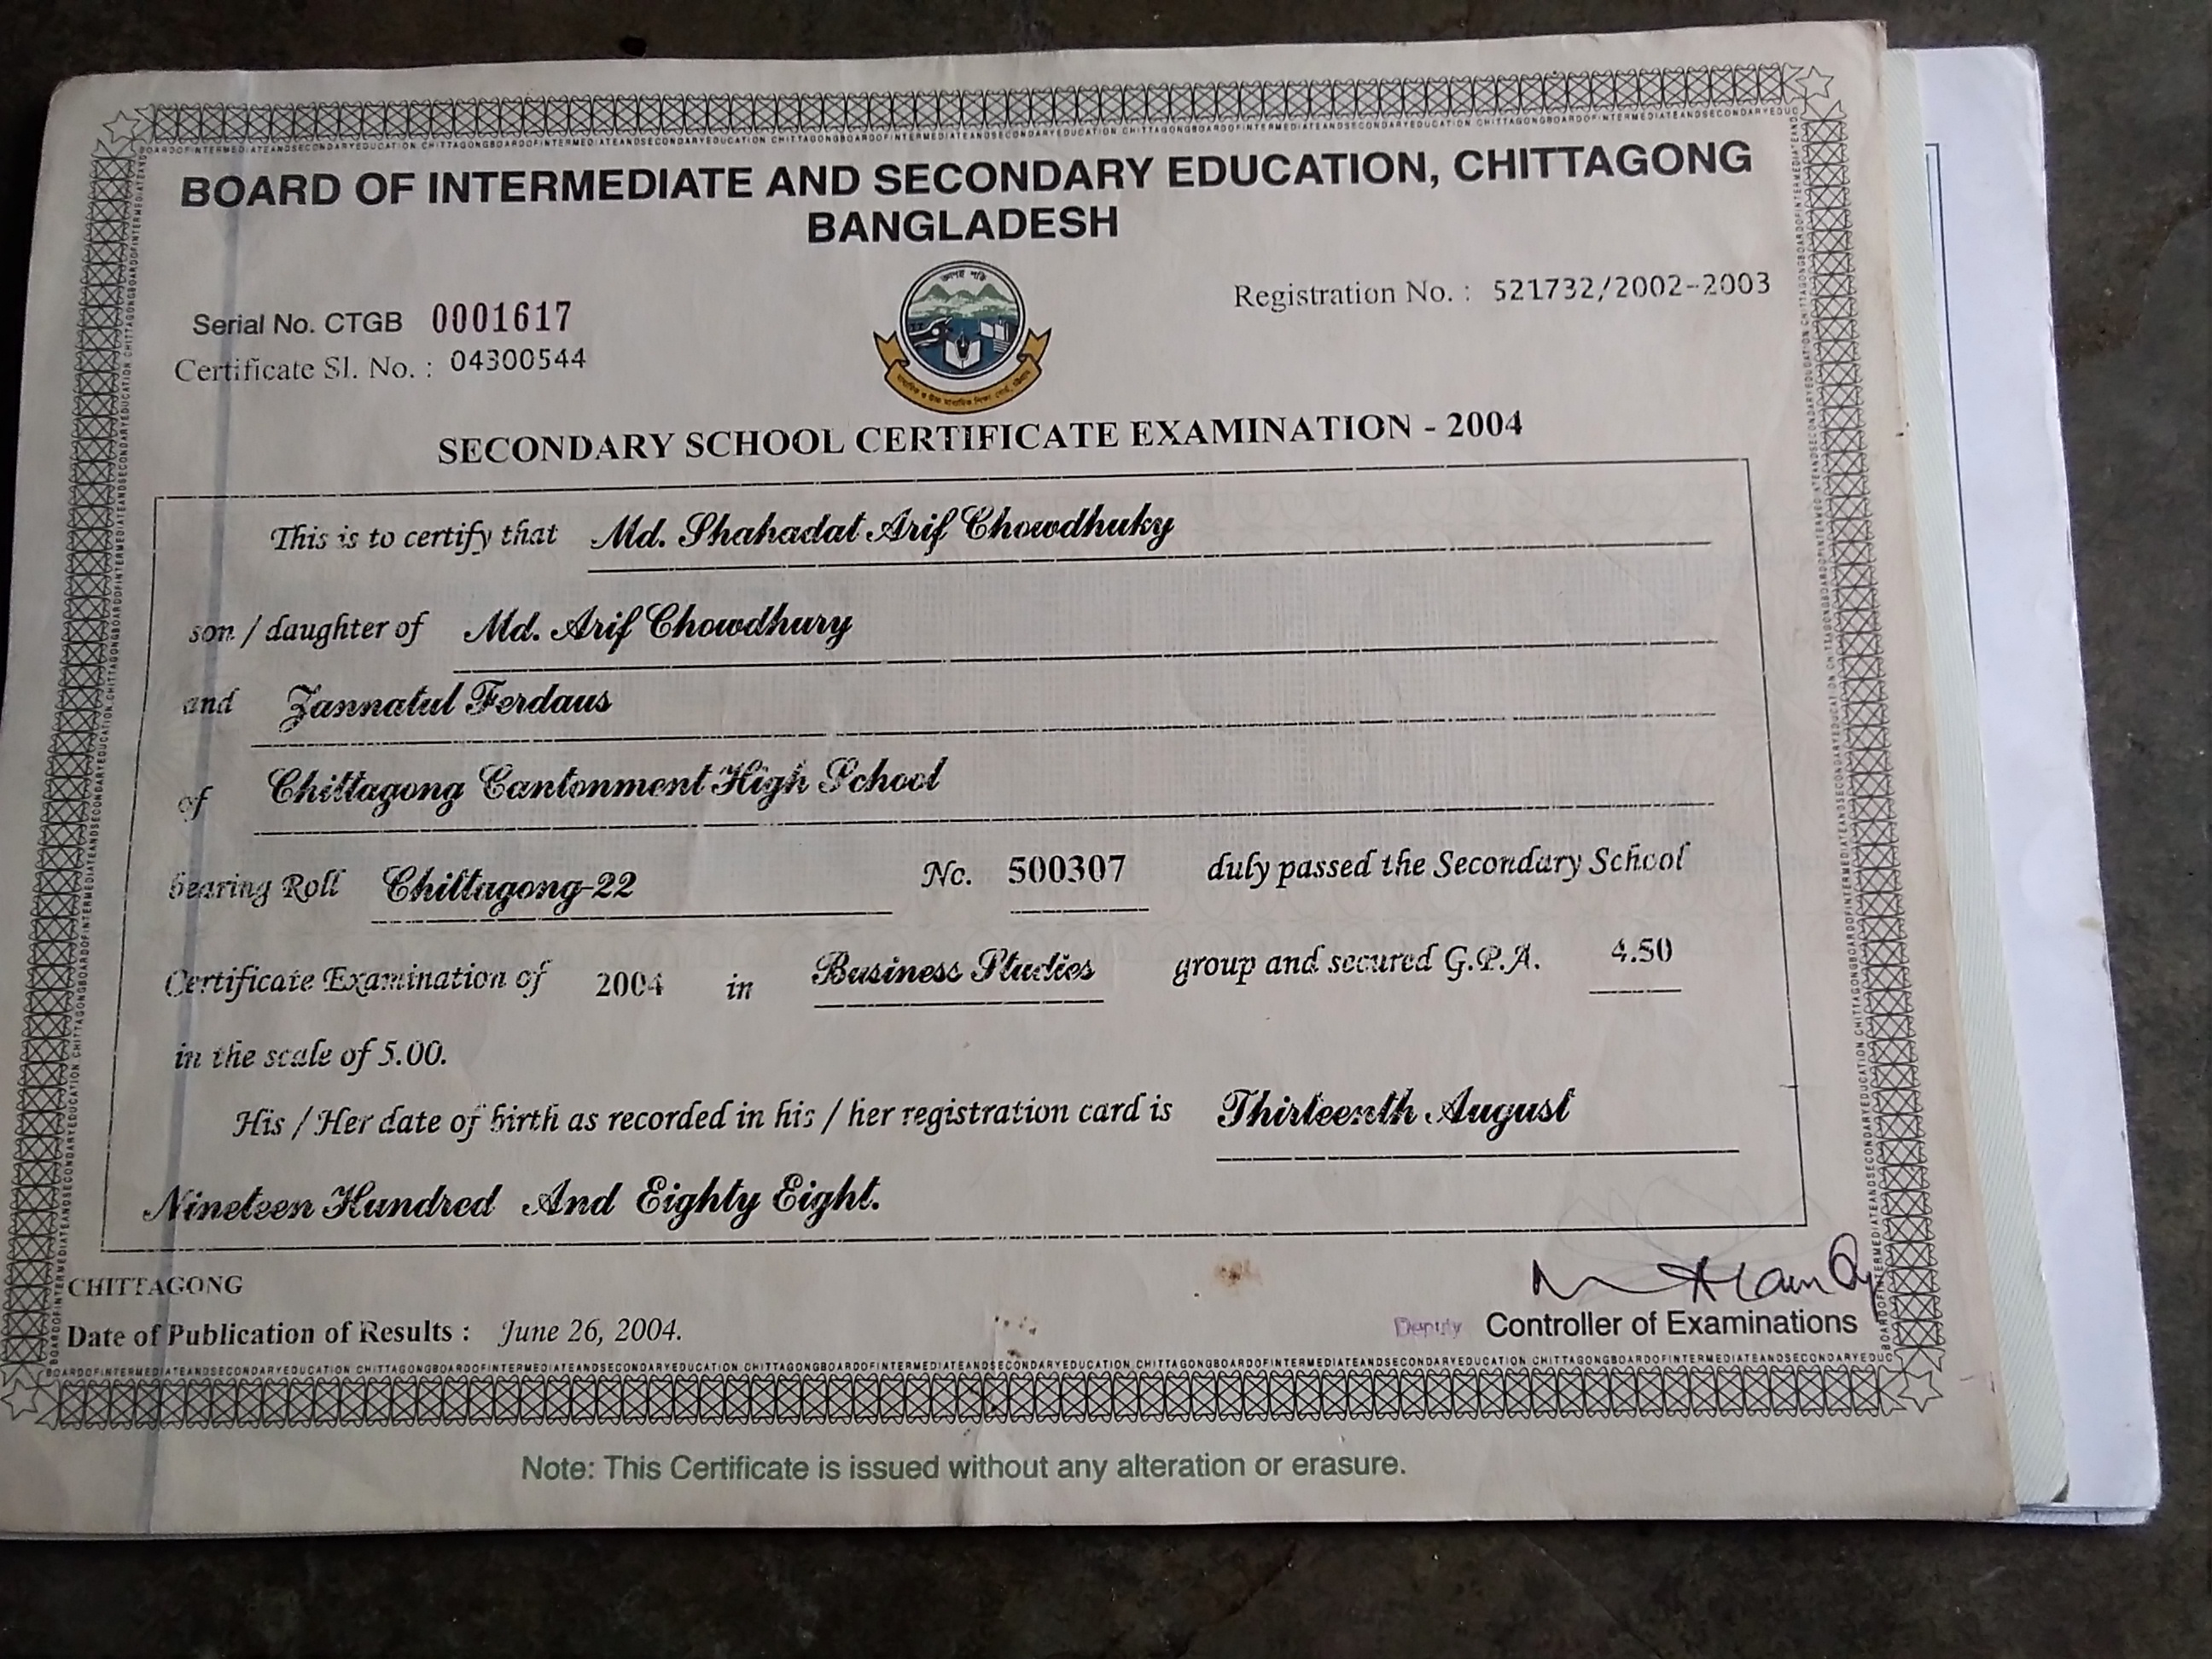 BOARD OF INTERMEDIATE AND SECONDARY EDUCATION, CHITTAGONG
BANGLADESH
Serial No. CTGB 0001617
Certificate Sl. No. : 04300544
Registration No. : 521732/2002-2003
SECONDARY SCHOOL CERTIFICATE EXAMINATION - 2004
This is to certify that Md. Shahadat Arif Chowdhuky
son / daughter of Md. Arif Chowdhury
and Zannatul Ferdaus
of Chittagong Cantonment High School
bearing Roll Chittagong-22 No. 500307 duly passed the Secondary School
Certificate Examination of 2004 in Business Studies group and secured G.P.A. 4.50
in the scale of 5.00.
His / Her date of birth as recorded in his / her registration card is Thirteenth August
Nineteen Hundred And Eighty Eight.
CHITTAGONG
Date of Publication of Results : June 26, 2004.
Deputy Controller of Examinations
Note: This Certificate is issued without any alteration or erasure.